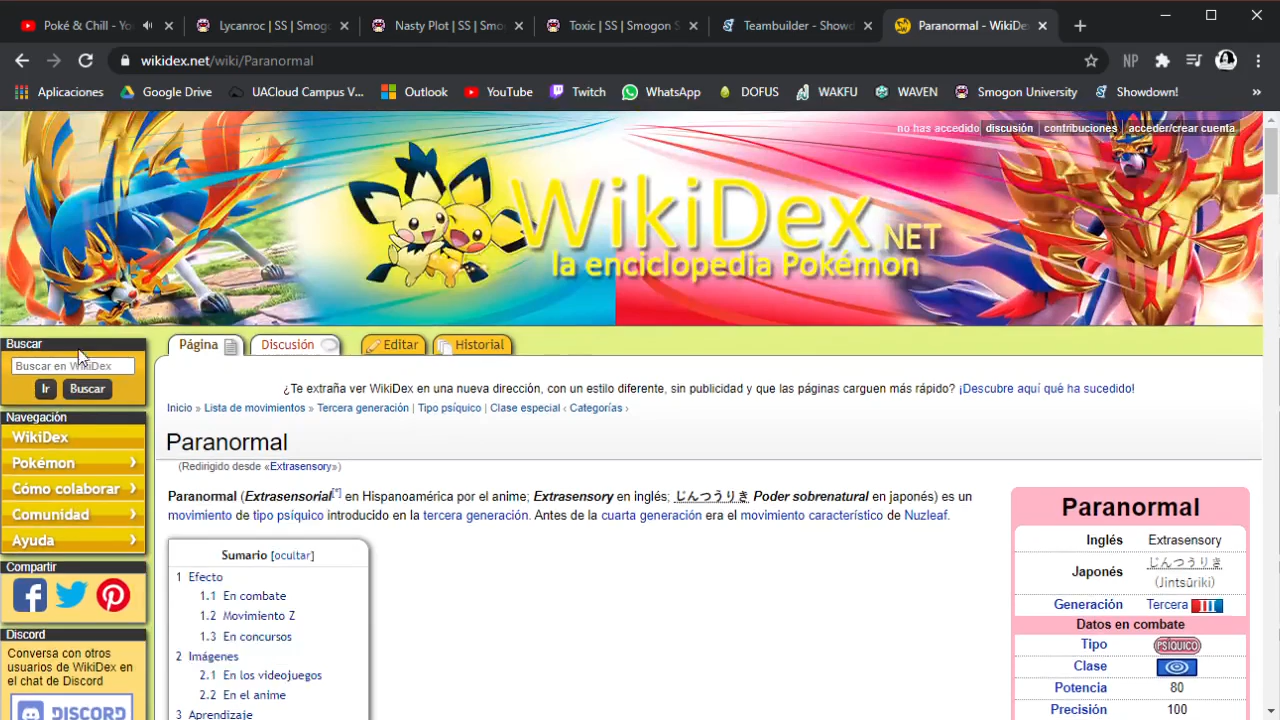 Poké & Chill - Yo
Lycanroc | SS | Smogo
Nasty Plot | SS | Smo
Toxic | SS | Smogon S
Teambuilder - Showd
Paranormal - WikiDe
wikidex.net/wiki/Paranormal
NP
Aplicaciones
Google Drive
UACloud Campus V...
Outlook
YouTube
Twitch
WhatsApp
DOFUS
WAKFU
WAVEN
Smogon University
Showdown!
»
no ha accedido discusión contribuciones acceder/crear cuenta
WikiDex.NET
la enciclopedia Pokémon
Buscar
Buscar en WikiDex
Ir Buscar
Navegación
WikiDex
Pokémon
Cómo colaborar
Comunidad
Ayuda
Compartir
Discord
Conversa con otros
usuarios de WikiDex en
el chat de Discord
DISCORD
Página Discusión Editar Historial
¿Te extraña ver WikiDex en una nueva dirección, con un estilo diferente, sin publicidad y que las páginas carguen más rápido? ¡Descubre aquí qué ha sucedido!
Inicio » Lista de movimientos » Tercera generación | Tipo psíquico | Clase especial ‹ Categorías ›
Paranormal
(Redirigido desde «Extrasensory»)
Paranormal (Extrasensorial[*] en Hispanoamérica por el anime; Extrasensory en inglés; じんつうりき Poder sobrenatural en japonés) es un
movimiento de tipo psíquico introducido en la tercera generación. Antes de la cuarta generación era el movimiento característico de Nuzleaf.
Sumario [ocultar]
1 Efecto
1.1 En combate
1.2 Movimiento Z
1.3 En concursos
2 Imágenes
2.1 En los videojuegos
2.2 En el anime
3 Aprendizaje
Paranormal
Inglés Extrasensory
Japonés じんつうりき
(Jintsūriki)
Generación Tercera III
Datos en combate
Tipo PSÍQUICO
Clase
Potencia 80
Precisión 100